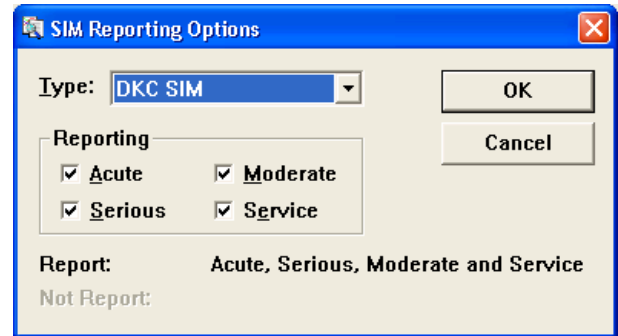 SIM Reporting Options
Type: DKC SIM
OK
Reporting
Cancel
Acute Moderate
Serious Service
Report: Acute, Serious, Moderate and Service
Not Report: